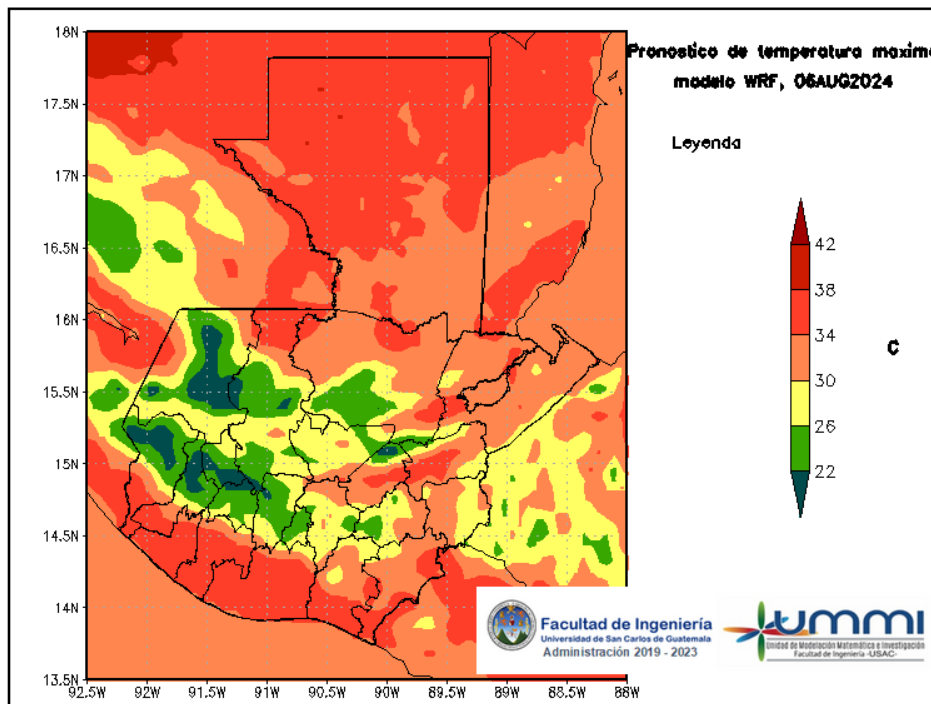 Pronostico de temperatura maxima
modelo WRF, 06AUG2024
Leyenda
42
38
34
30
26
22
C
18N
17.5N
17N
16.5N
16N
15.5N
15N
14.5N
14N
13.5N
92.5W
92W
91.5W
91W
90.5W
90W
89.5W
89W
88.5W
88W
Facultad de Ingeniería
Universidad de San Carlos de Guatemala
Administración 2019 - 2023
ummi
Unidad de Modelación Matemática e Investigación
Facultad de Ingeniería -USAC-